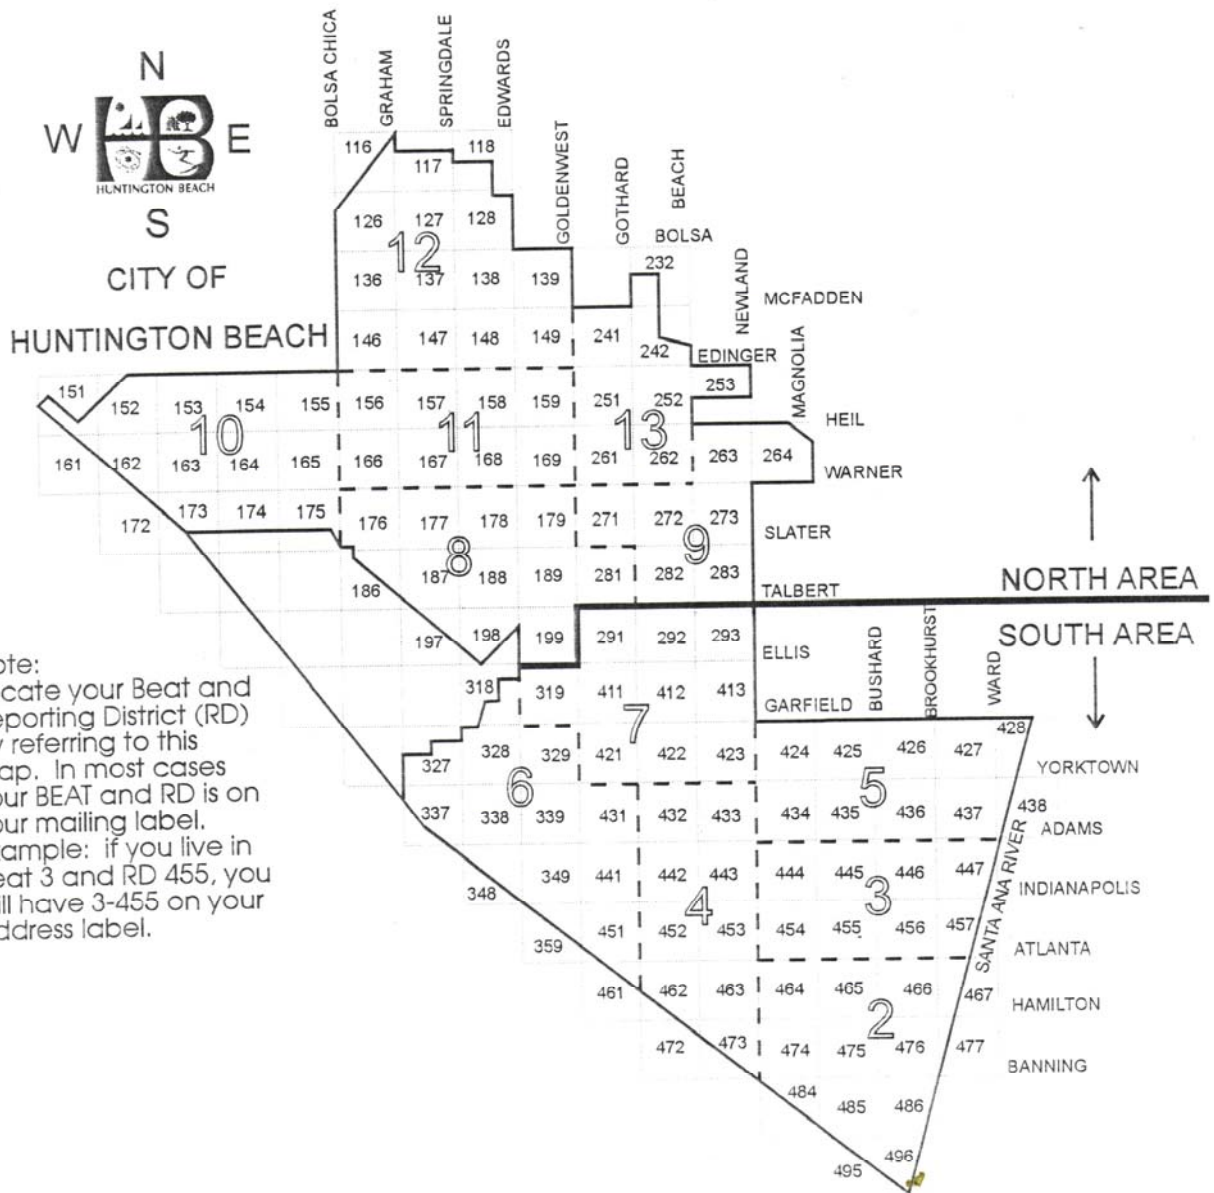 BOLSA CHICA
GRAHAM
SPRINGDALE
EDWARDS
GOLDENWEST
GOTHARD
BEACH
BOLSA
NEWLAND
MCFADDEN
MAGNOLIA
EDINGER
HEIL
WARNER
SLATER
TALBERT
N
W
E
S
HUNTINGTON BEACH
CITY OF
HUNTINGTON BEACH
NORTH AREA
SOUTH AREA
ELLIS
GARFIELD
BUSHARD
BROOKHURST
WARD
YORKTOWN
ADAMS
INDIANAPOLIS
ATLANTA
HAMILTON
BANNING
SANTA ANA RIVER
116
117
118
126
127
128
12
136
137
138
139
232
146
147
148
149
241
242
151
152
153
154
155
156
157
158
159
251
252
253
10
11
13
161
162
163
164
165
166
167
168
169
261
262
263
264
172
173
174
175
176
177
178
179
271
272
273
8
9
186
187
188
189
281
282
283
197
198
199
291
292
293
318
319
411
412
413
7
327
328
329
421
422
423
424
425
426
427
428
6
5
337
338
339
431
432
433
434
435
436
437
438
348
349
441
442
443
444
445
446
447
4
3
359
451
452
453
454
455
456
457
461
462
463
464
465
466
467
2
472
473
474
475
476
477
484
485
486
495
496
ote:
cate your Beat and
eporting District (RD)
y referring to this
ap. In most cases
our BEAT and RD is on
our mailing label.
xample: if you live in
eat 3 and RD 455, you
ill have 3-455 on your
ddress label.